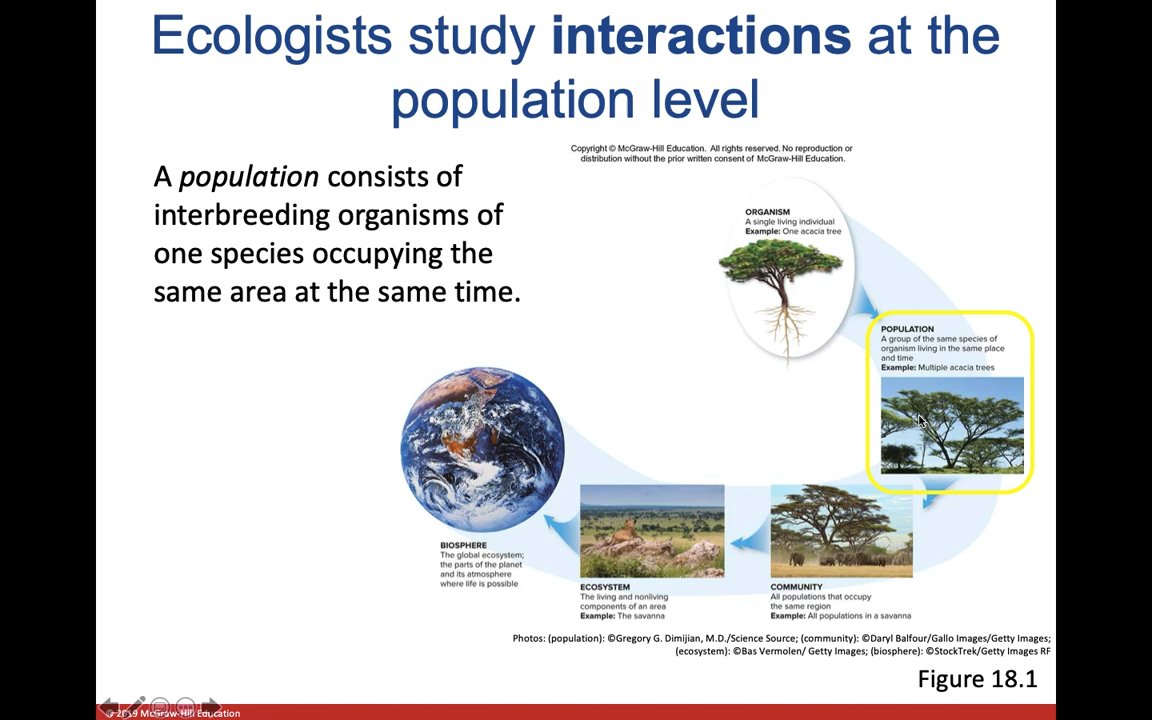 Ecologists study interactions at the
population level
Copyright © McGraw-Hill Education. All rights reserved. No reproduction or
distribution without the prior written consent of McGraw-Hill Education.
A population consists of
interbreeding organisms of
one species occupying the
same area at the same time.
ORGANISM
A single living individual
Example: One acacia tree
POPULATION
A group of the same species of
organism living in the same place
and time
Example: Multiple acacia trees
BIOSPHERE
The global ecosystem;
the parts of the planet
and its atmosphere
where life is possible
ECOSYSTEM
The living and nonliving
components of an area
Example: The savanna
COMMUNITY
All populations that occupy
the same region
Example: All populations in a savanna
Photos: (population): ©Gregory G. Dimijian, M.D./Science Source; (community): ©Daryl Balfour/Gallo Images/Getty Images;
(ecosystem): ©Bas Vermolen/ Getty Images; (biosphere): ©StockTrek/Getty Images RF
Figure 18.1
© 2019 McGraw-Hill Education